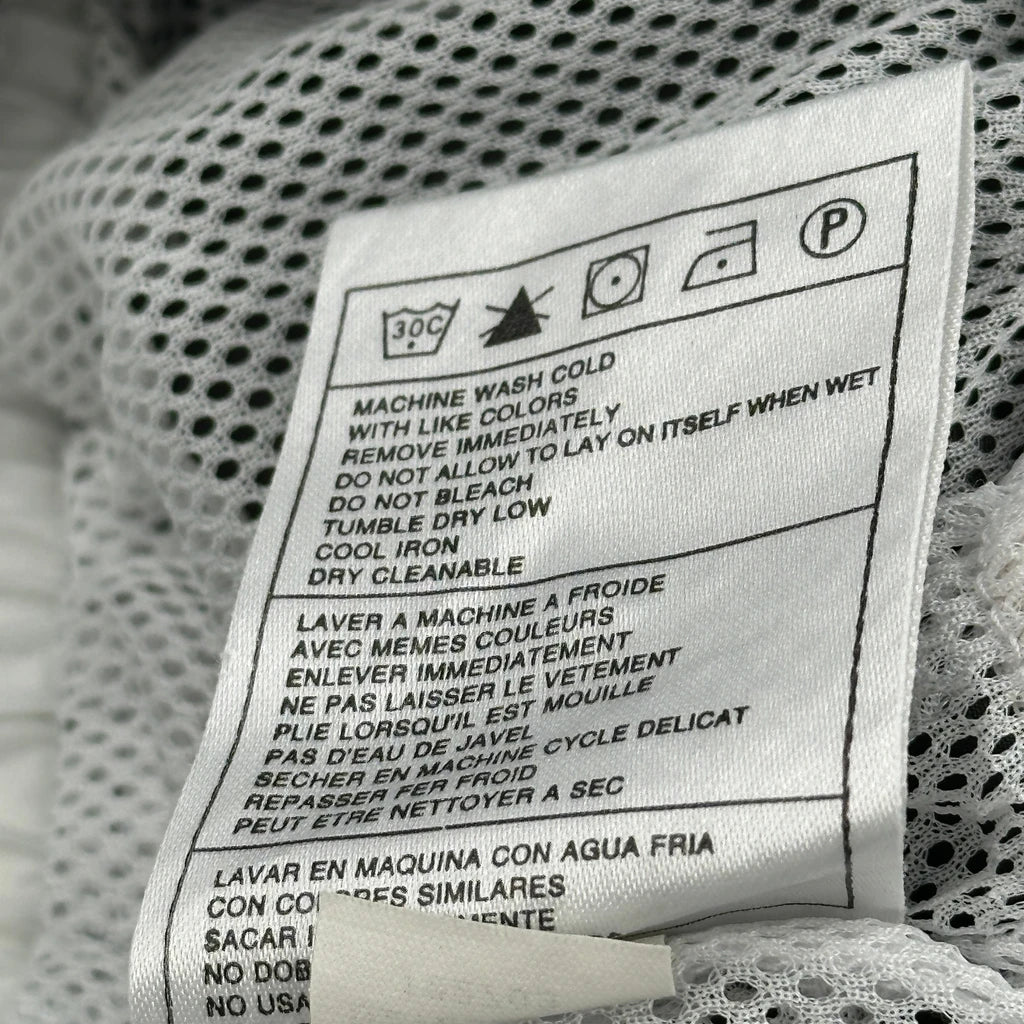 30C P
MACHINE WASH COLD
WITH LIKE COLORS
REMOVE IMMEDIATELY
DO NOT ALLOW TO LAY ON ITSELF WHEN WET
DO NOT BLEACH
TUMBLE DRY LOW
COOL IRON
DRY CLEANABLE
LAVER A MACHINE A FROIDE
AVEC MEMES COULEURS
ENLEVER IMMEDIATEMENT
NE PAS LAISSER LE VETEMENT
PLIE LORSQU'IL EST MOUILLE
PAS D'EAU DE JAVEL
SECHER EN MACHINE CYCLE DELICAT
REPASSER FER FROID
PEUT ETRE NETTOYER A SEC
LAVAR EN MAQUINA CON AGUA FRIA
CON SIMILARES
SACAR
NO
NO